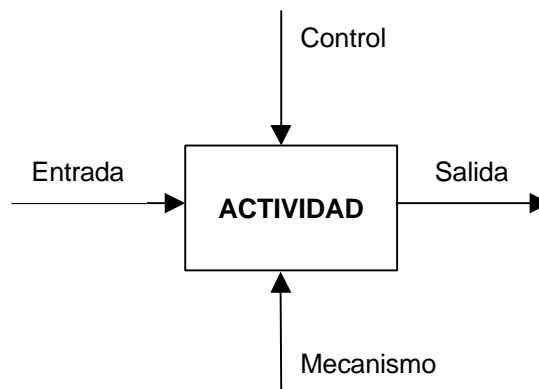 Control
Entrada
Salida
ACTIVIDAD
Mecanismo